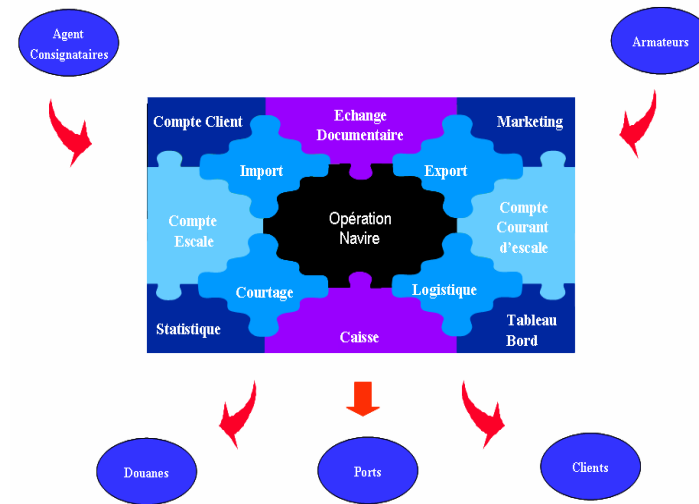 Agent
Consignataires
Armateurs
Compte Client
Echange
Documentaire
Marketing
Import
Export
Compte
Escale
Opération
Navire
Compte
Courant
d'escale
Courtage
Logistique
Statistique
Caisse
Tableau
Bord
Douanes
Ports
Clients